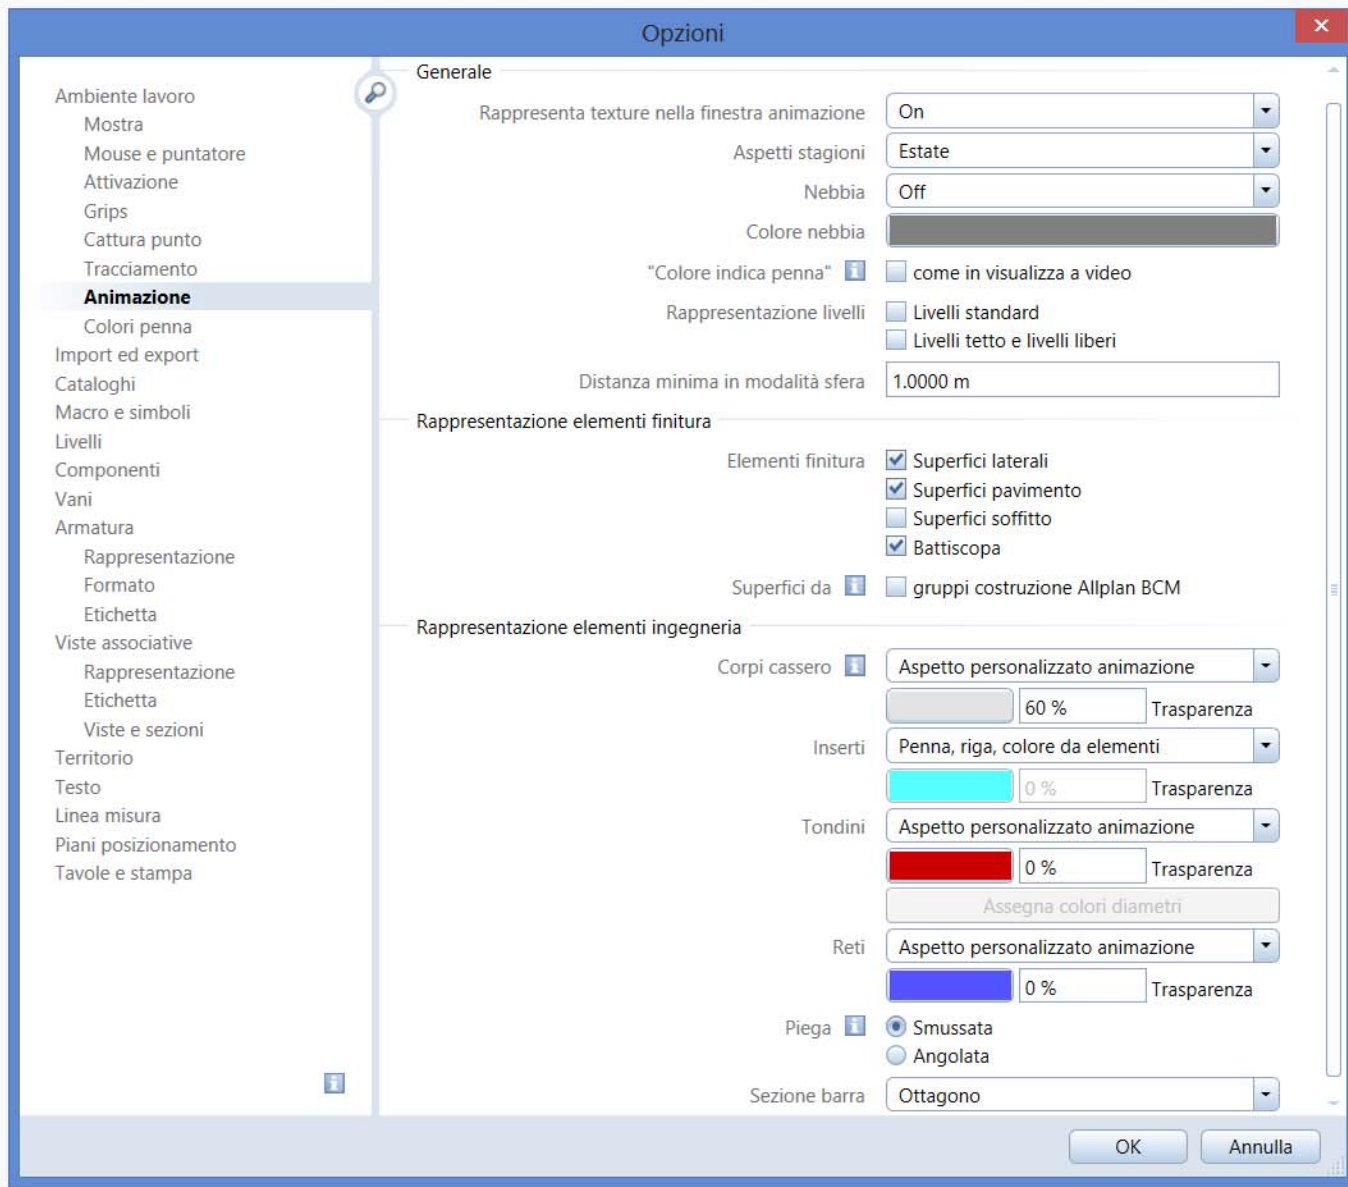 Opzioni
Ambiente lavoro
Mostra
Mouse e puntatore
Attivazione
Grips
Cattura punto
Tracciamento
Animazione
Colori penna
Import ed export
Cataloghi
Macro e simboli
Livelli
Componenti
Vani
Armatura
Rappresentazione
Formato
Etichetta
Viste associative
Rappresentazione
Etichetta
Viste e sezioni
Territorio
Testo
Linea misura
Piani posizionamento
Tavole e stampa
Generale
Rappresenta texture nella finestra animazione On
Aspetti stagioni Estate
Nebbia Off
Colore nebbia
"Colore indica penna" come in visualizza a video
Rappresentazione livelli Livelli standard
Livelli tetto e livelli liberi
Distanza minima in modalità sfera 1.0000 m
Rappresentazione elementi finitura
Elementi finitura Superfici laterali
Superfici pavimento
Superfici soffitto
Battiscopa
Superfici da gruppi costruzione Allplan BCM
Rappresentazione elementi ingegneria
Corpi cassero Aspetto personalizzato animazione
60 % Trasparenza
Inserti Penna, riga, colore da elementi
0 % Trasparenza
Tondini Aspetto personalizzato animazione
0 % Trasparenza
Assegna colori diametri
Reti Aspetto personalizzato animazione
0 % Trasparenza
Piega Smussata
Angolata
Sezione barra Ottagono
OK Annulla